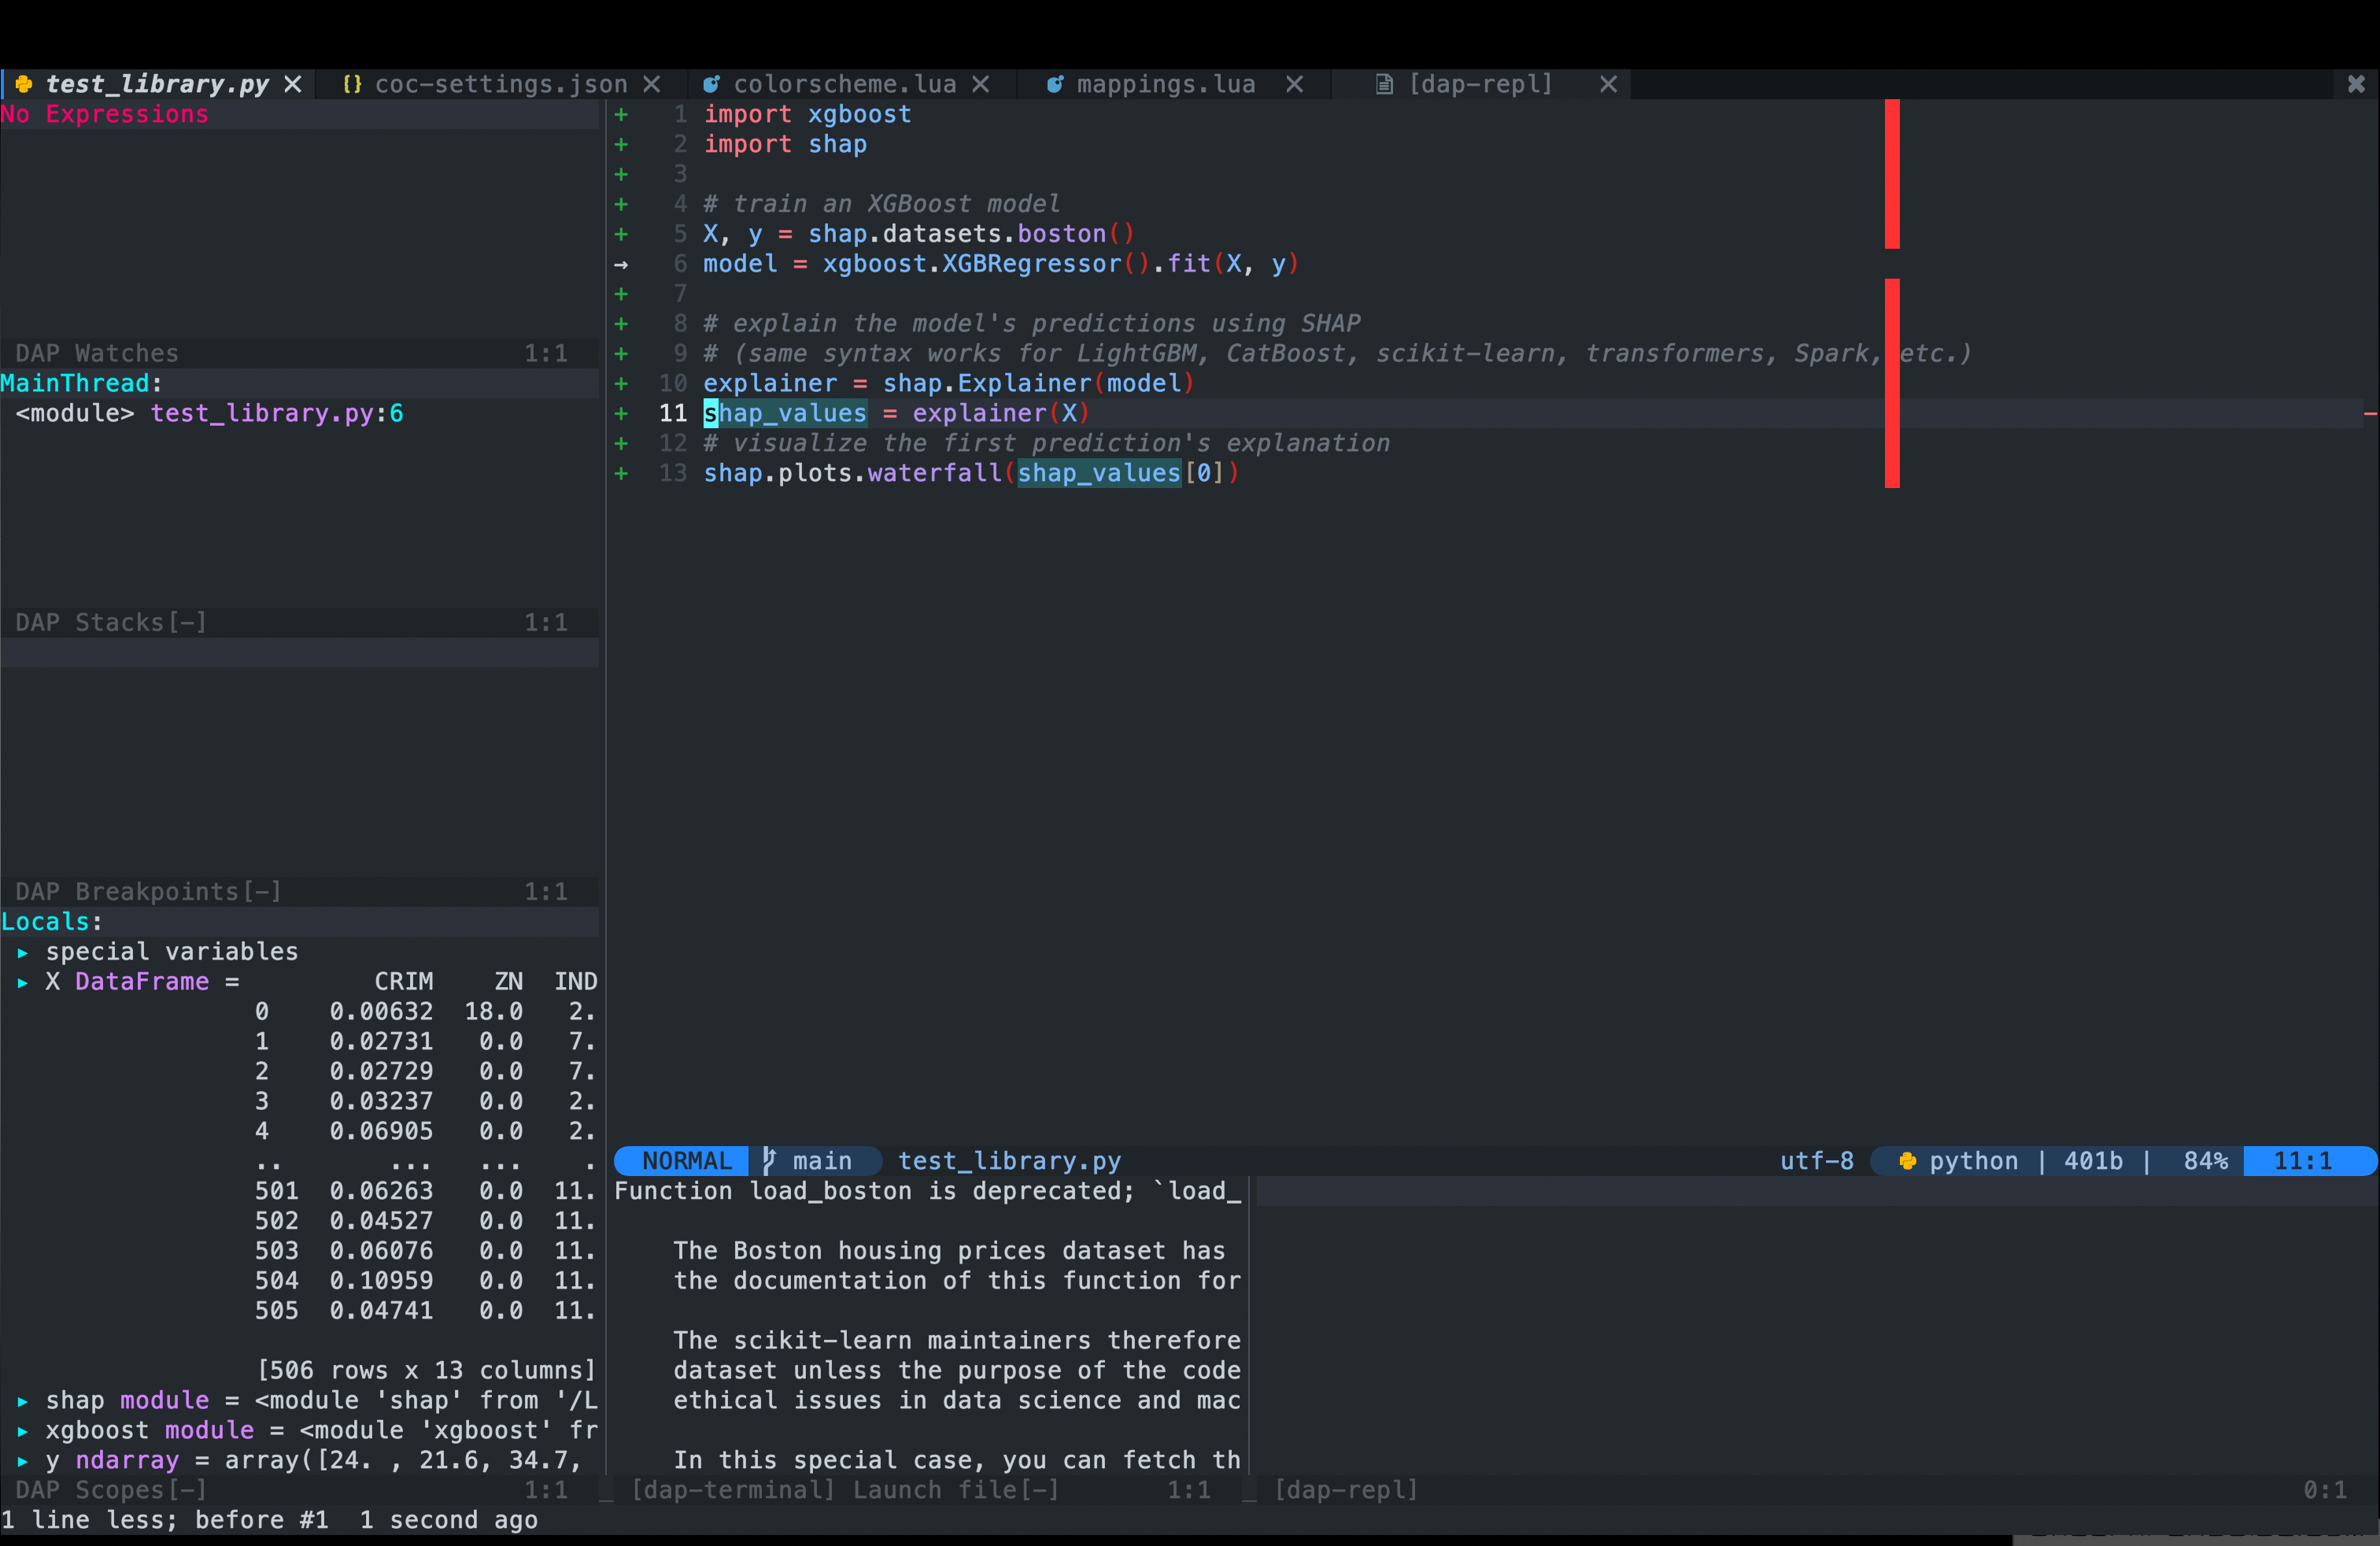 test_library.py coc-settings.json colorscheme.lua mappings.lua [dap-repl]
No Expressions
DAP Watches 1:1
MainThread:
<module> test_library.py:6
DAP Stacks[-] 1:1
DAP Breakpoints[-] 1:1
Locals:
special variables
X DataFrame = CRIM ZN IND
0 0.00632 18.0 2.
1 0.02731 0.0 7.
2 0.02729 0.0 7.
3 0.03237 0.0 2.
4 0.06905 0.0 2.
.. ... ... .
501 0.06263 0.0 11.
502 0.04527 0.0 11.
503 0.06076 0.0 11.
504 0.10959 0.0 11.
505 0.04741 0.0 11.
[506 rows x 13 columns]
shap module = <module 'shap' from '/L
xgboost module = <module 'xgboost' fr
y ndarray = array([24. , 21.6, 34.7,
DAP Scopes[-] 1:1
+ 1 import xgboost
+ 2 import shap
+ 3
+ 4 # train an XGBoost model
+ 5 X, y = shap.datasets.boston()
→ 6 model = xgboost.XGBRegressor().fit(X, y)
+ 7
+ 8 # explain the model's predictions using SHAP
+ 9 # (same syntax works for LightGBM, CatBoost, scikit-learn, transformers, Spark, etc.)
+ 10 explainer = shap.Explainer(model)
+ 11 shap_values = explainer(X)
+ 12 # visualize the first prediction's explanation
+ 13 shap.plots.waterfall(shap_values[0])
NORMAL main test_library.py utf-8 python | 401b | 84% 11:1
Function load_boston is deprecated; `load_
The Boston housing prices dataset has
the documentation of this function for
The scikit-learn maintainers therefore
dataset unless the purpose of the code
ethical issues in data science and mac
In this special case, you can fetch th
[dap-terminal] Launch file[-] 1:1
[dap-repl] 0:1
1 line less; before #1 1 second ago